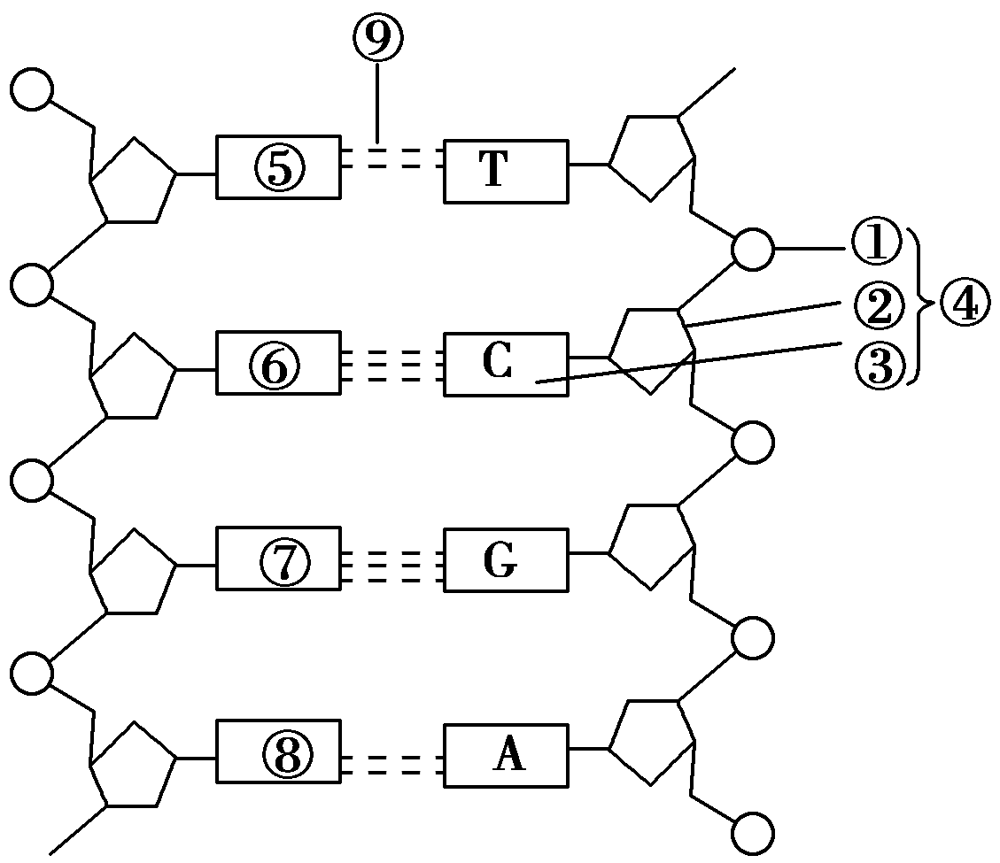 ⑨
⑤ T
①
② ④
⑥ C ③
⑦ G
⑧ A